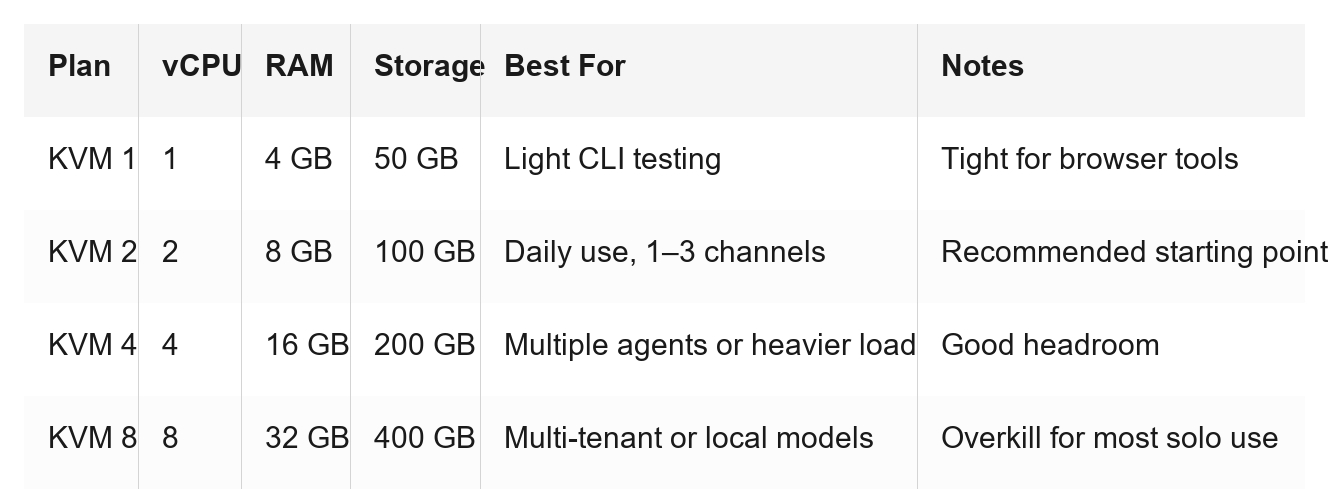 Plan vCPU RAM Storage Best For Notes
KVM 1 1 4 GB 50 GB Light CLI testing Tight for browser tools
KVM 2 2 8 GB 100 GB Daily use, 1–3 channels Recommended starting point
KVM 4 4 16 GB 200 GB Multiple agents or heavier load Good headroom
KVM 8 8 32 GB 400 GB Multi-tenant or local models Overkill for most solo use